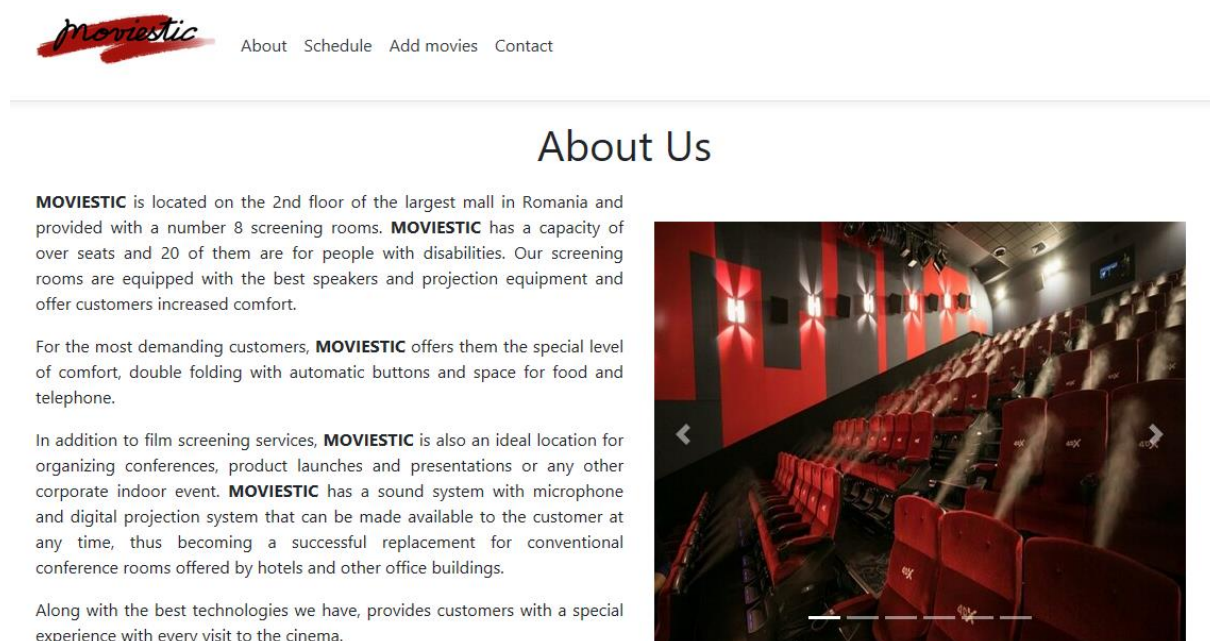 Moviestic
About Schedule Add movies Contact
About Us
MOVIESTIC is located on the 2nd floor of the largest mall in Romania and
provided with a number 8 screening rooms. MOVIESTIC has a capacity of
over seats and 20 of them are for people with disabilities. Our screening
rooms are equipped with the best speakers and projection equipment and
offer customers increased comfort.
For the most demanding customers, MOVIESTIC offers them the special level
of comfort, double folding with automatic buttons and space for food and
telephone.
In addition to film screening services, MOVIESTIC is also an ideal location for
organizing conferences, product launches and presentations or any other
corporate indoor event. MOVIESTIC has a sound system with microphone
and digital projection system that can be made available to the customer at
any time, thus becoming a successful replacement for conventional
conference rooms offered by hotels and other office buildings.
Along with the best technologies we have, provides customers with a special
experience with every visit to the cinema.
4DX
4DX
4DX
4DX
4DX